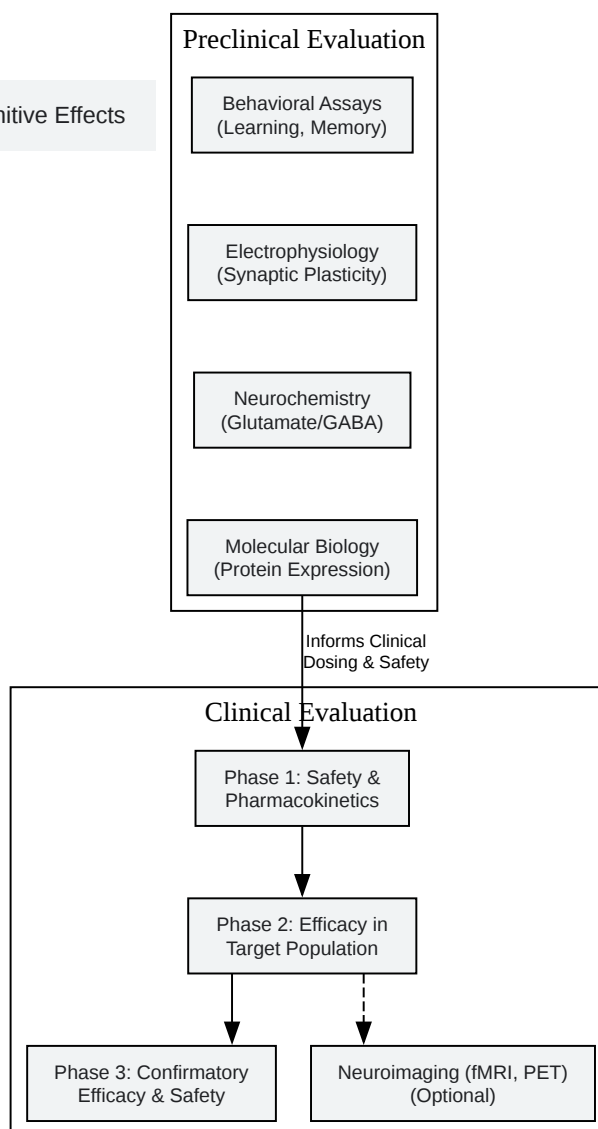 Preclinical Evaluation
Effects
Behavioral Assays
(Learning, Memory)
Electrophysiology
(Synaptic Plasticity)
Neurochemistry
(Glutamate/GABA)
Molecular Biology
(Protein Expression)
Informs Clinical
Dosing & Safety
Clinical Evaluation
Phase 1: Safety &
Pharmacokinetics
Phase 2: Efficacy in
Target Population
Phase 3: Confirmatory
Efficacy & Safety
Neuroimaging (fMRI, PET)
(Optional)